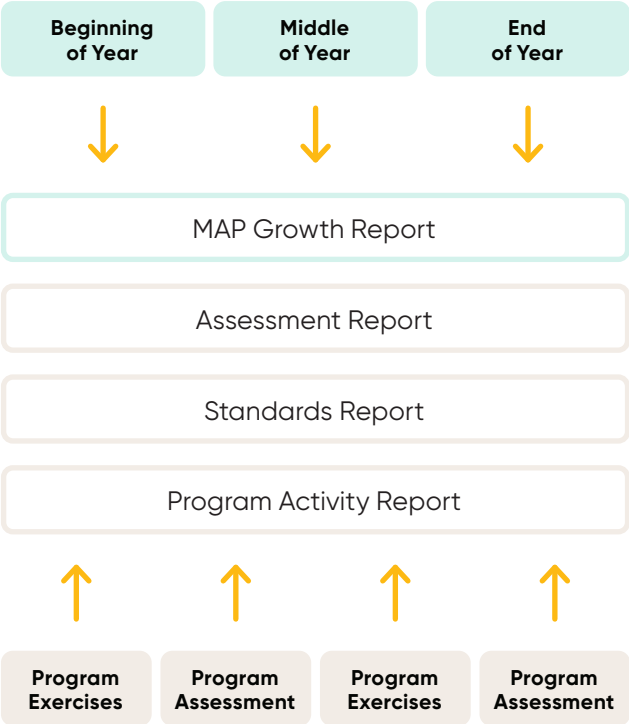 Beginning
of Year
Middle
of Year
End
of Year
MAP Growth Report
Assessment Report
Standards Report
Program Activity Report
Program
Exercises
Program
Assessment
Program
Exercises
Program
Assessment